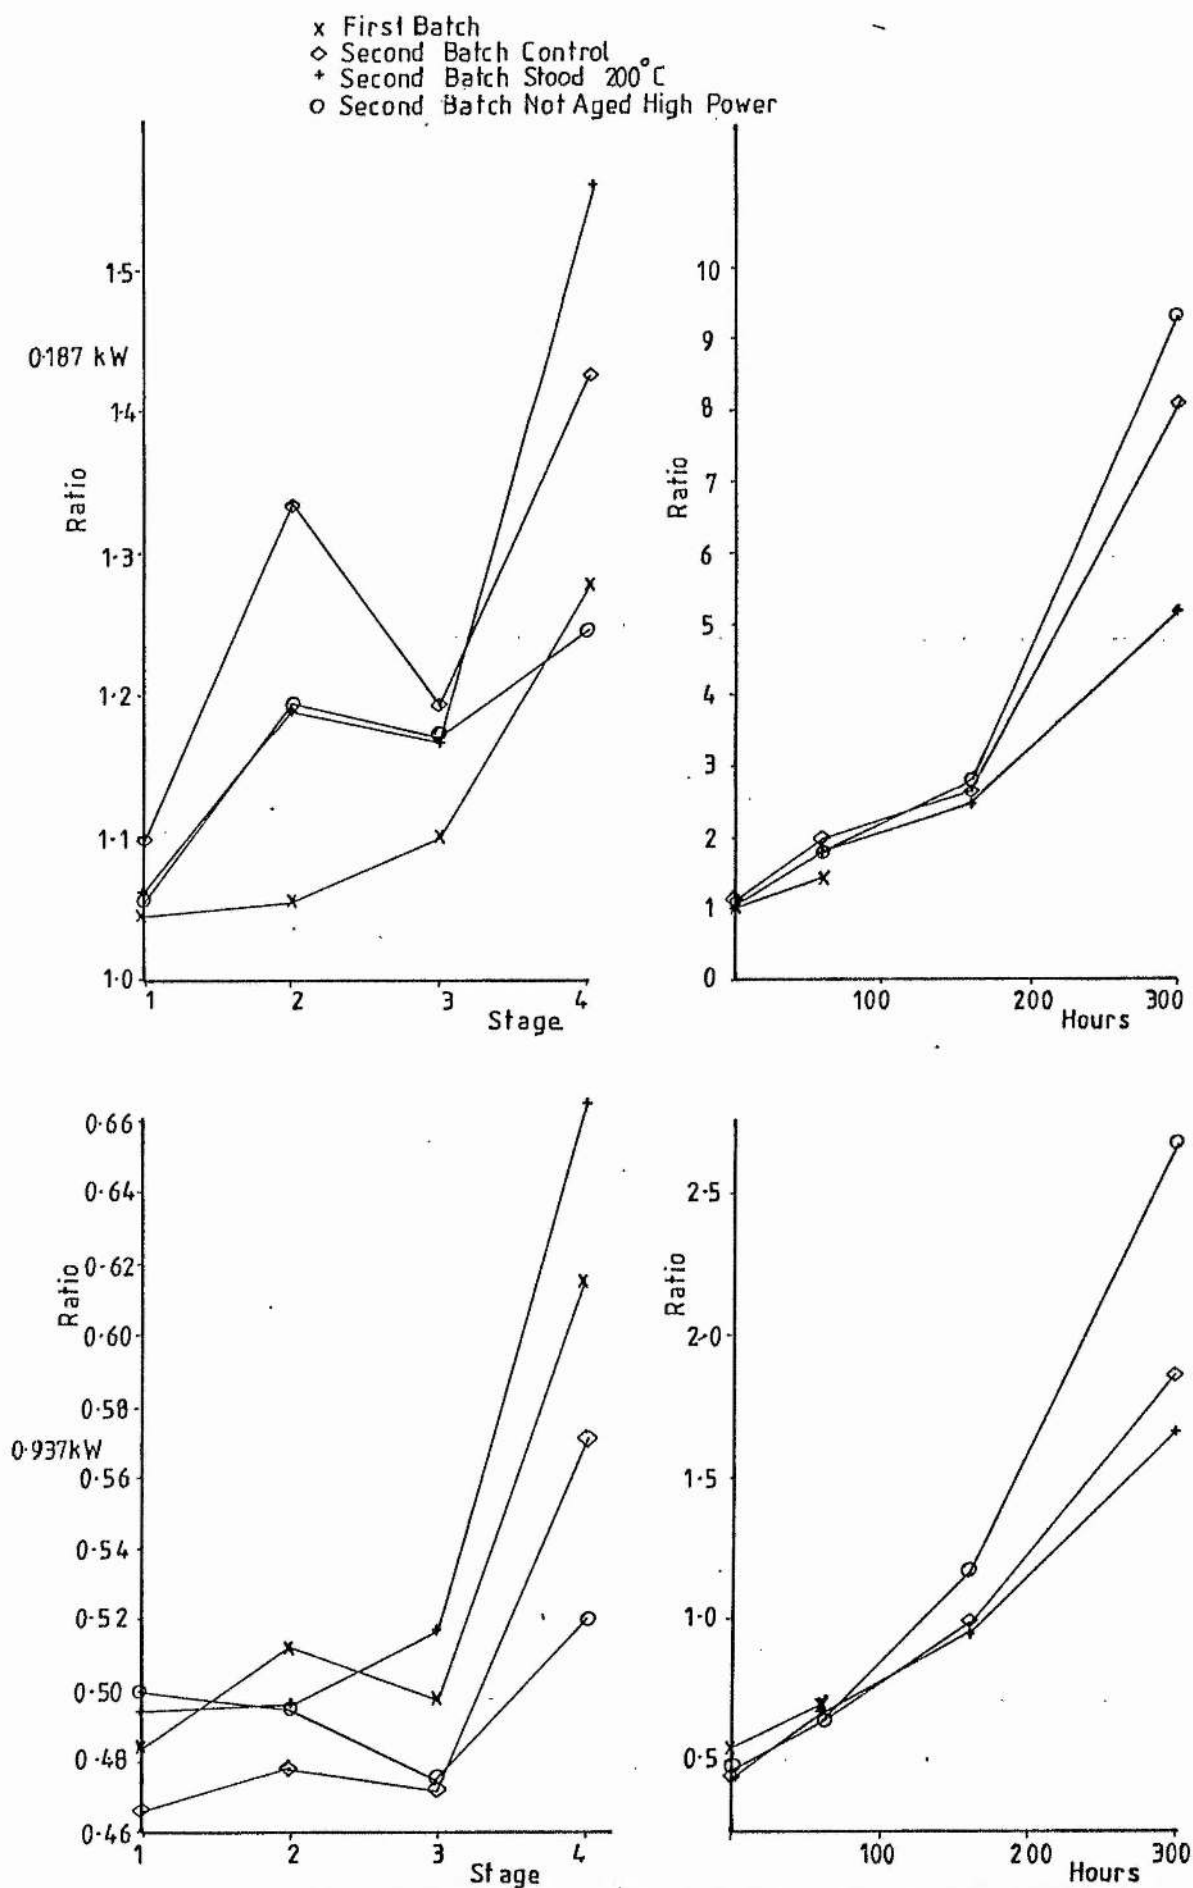 x First Batch
◇ Second Batch Control
+ Second Batch Stood 200°C
o Second Batch Not Aged High Power
0·187 kW
Ratio
1·5
1·4
1·3
1·2
1·1
1·0
1 2 3 4
Stage
Ratio
10
9
8
7
6
5
4
3
2
1
0
100 200 300
Hours
0·937kW
Ratio
0·66
0·64
0·62
0·60
0·58
0·56
0·54
0·52
0·50
0·48
0·46
1 2 3 4
Stage
Ratio
2·5
2·0
1·5
1·0
0·5
100 200 300
Hours